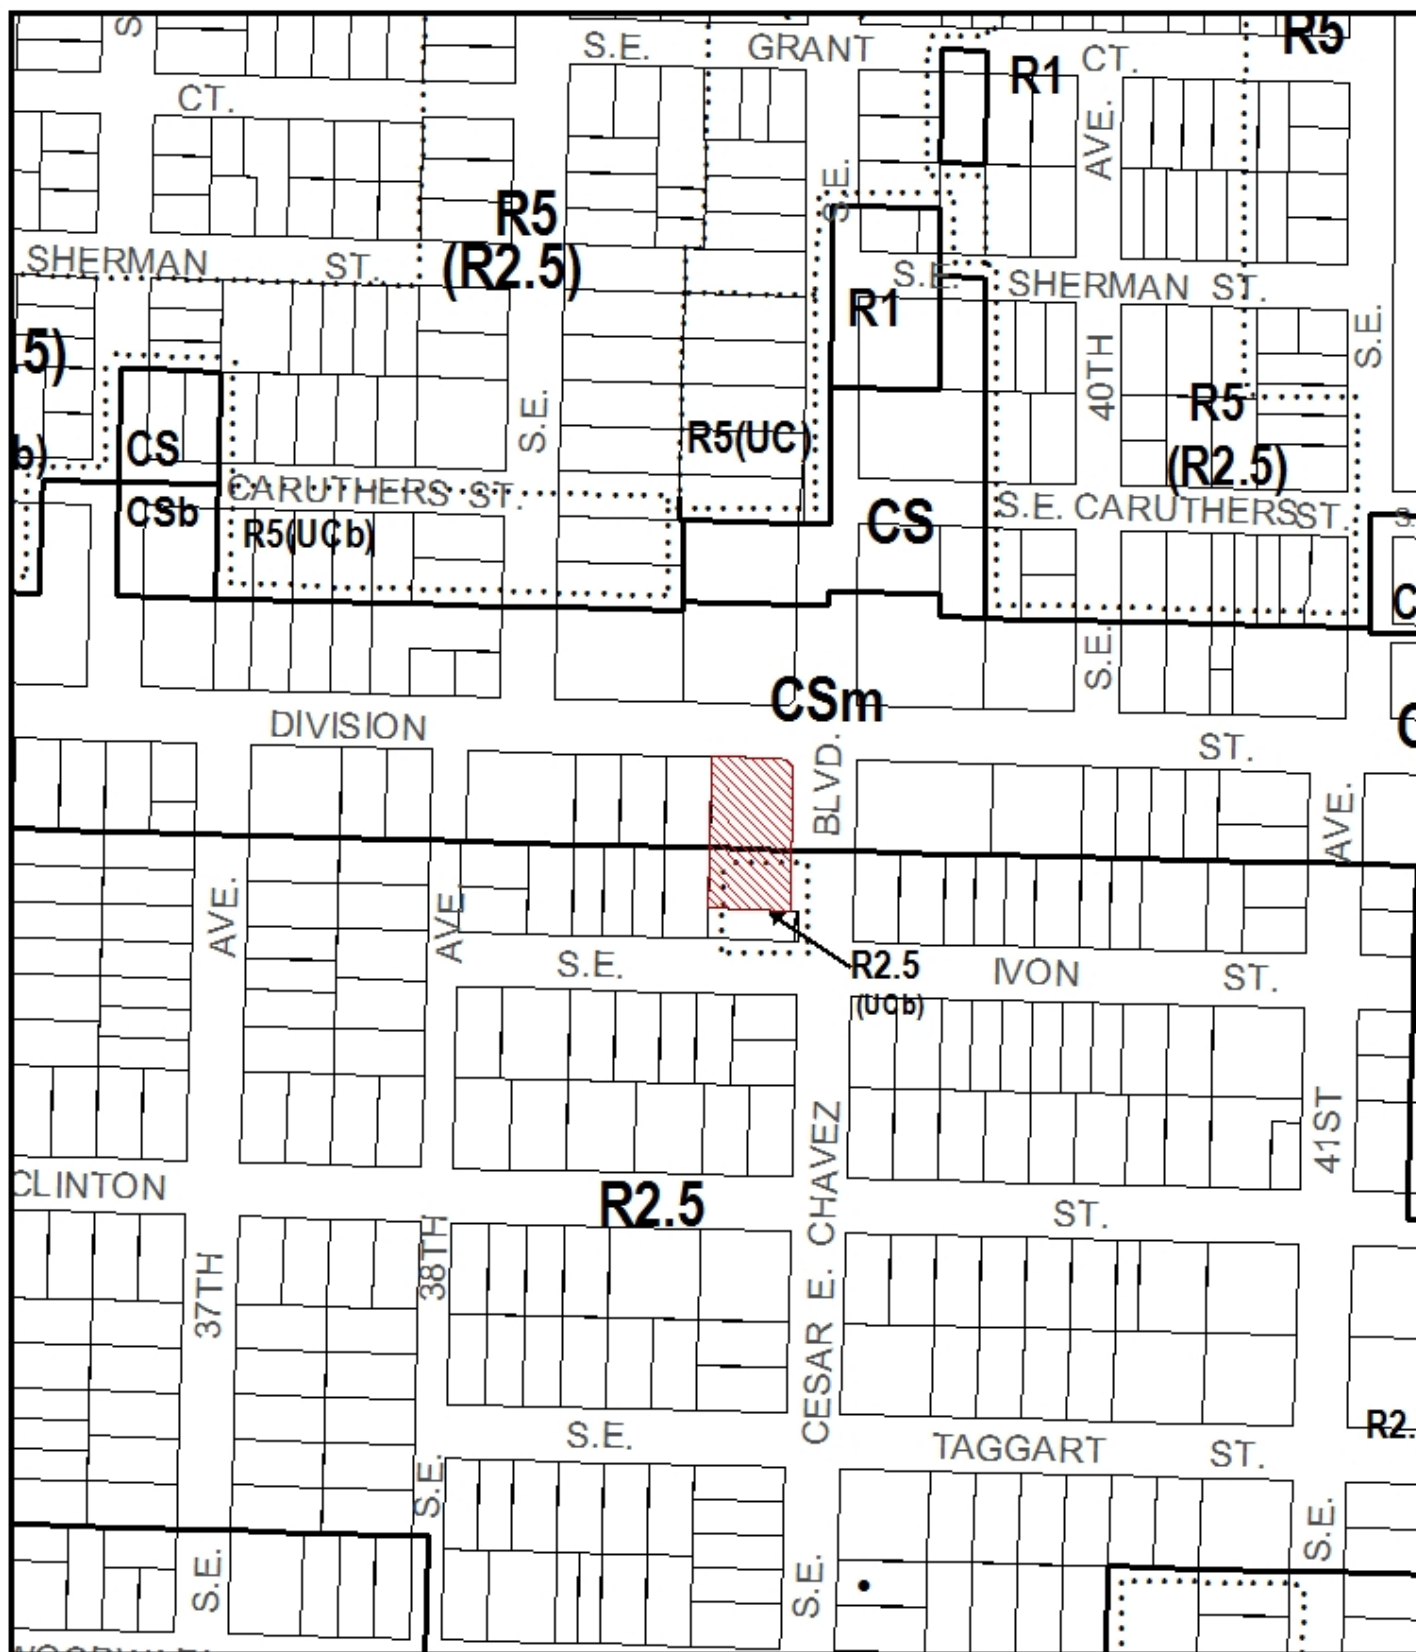 S
S.E. GRANT CT.
R5
R1
CT.
AVE.
S.E.
R5
(R2.5)
SHERMAN ST.
S.E. SHERMAN ST.
R1
S.E.
.5)
40TH
S.E.
R5
(R2.5)
CS
R5(UC)
b)
CSb
CARUTHERS ST.
R5(UCb)
CS
S.E. CARUTHERS ST.
S.
C
S.E.
CSm
DIVISION ST.
C
BLVD.
AVE.
AVE.
AVE.
S.E. IVON ST.
R2.5
(UCb)
41ST
CLINTON ST.
R2.5
CESAR E. CHAVEZ
38TH
37TH
R2.
S.E. TAGGART ST.
S.E.
S.E.
S.E.
S.E.